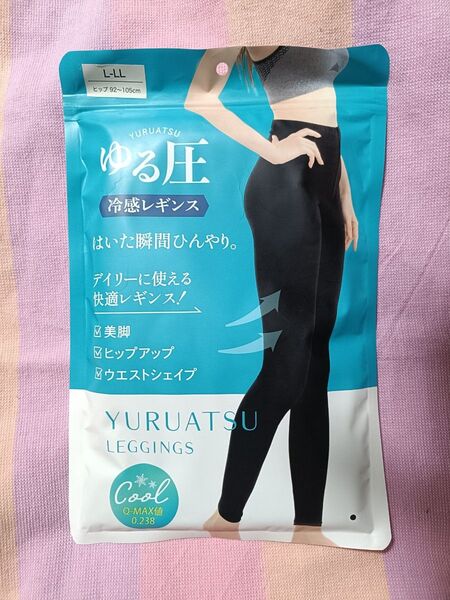 L-LL
ヒップ 92~105cm
YURUATSU
ゆる圧
冷感レギンス
はいた瞬間ひんやり。
デイリーに使える
快適レギンス!
美脚
ヒップアップ
ウエストシェイプ
YURUATSU
LEGGINGS
Cool
Q-MAX値
0.238